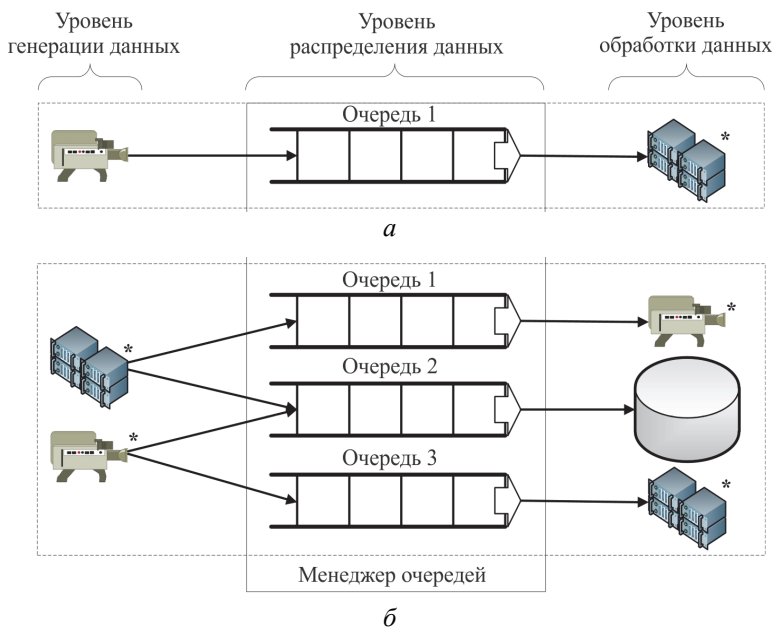 Уровень
генерации данных
Уровень
распределения данных
Уровень
обработки данных
Очередь 1
*
а
Очередь 1
*
*
Очередь 2
*
Очередь 3
*
Менеджер очередей
б